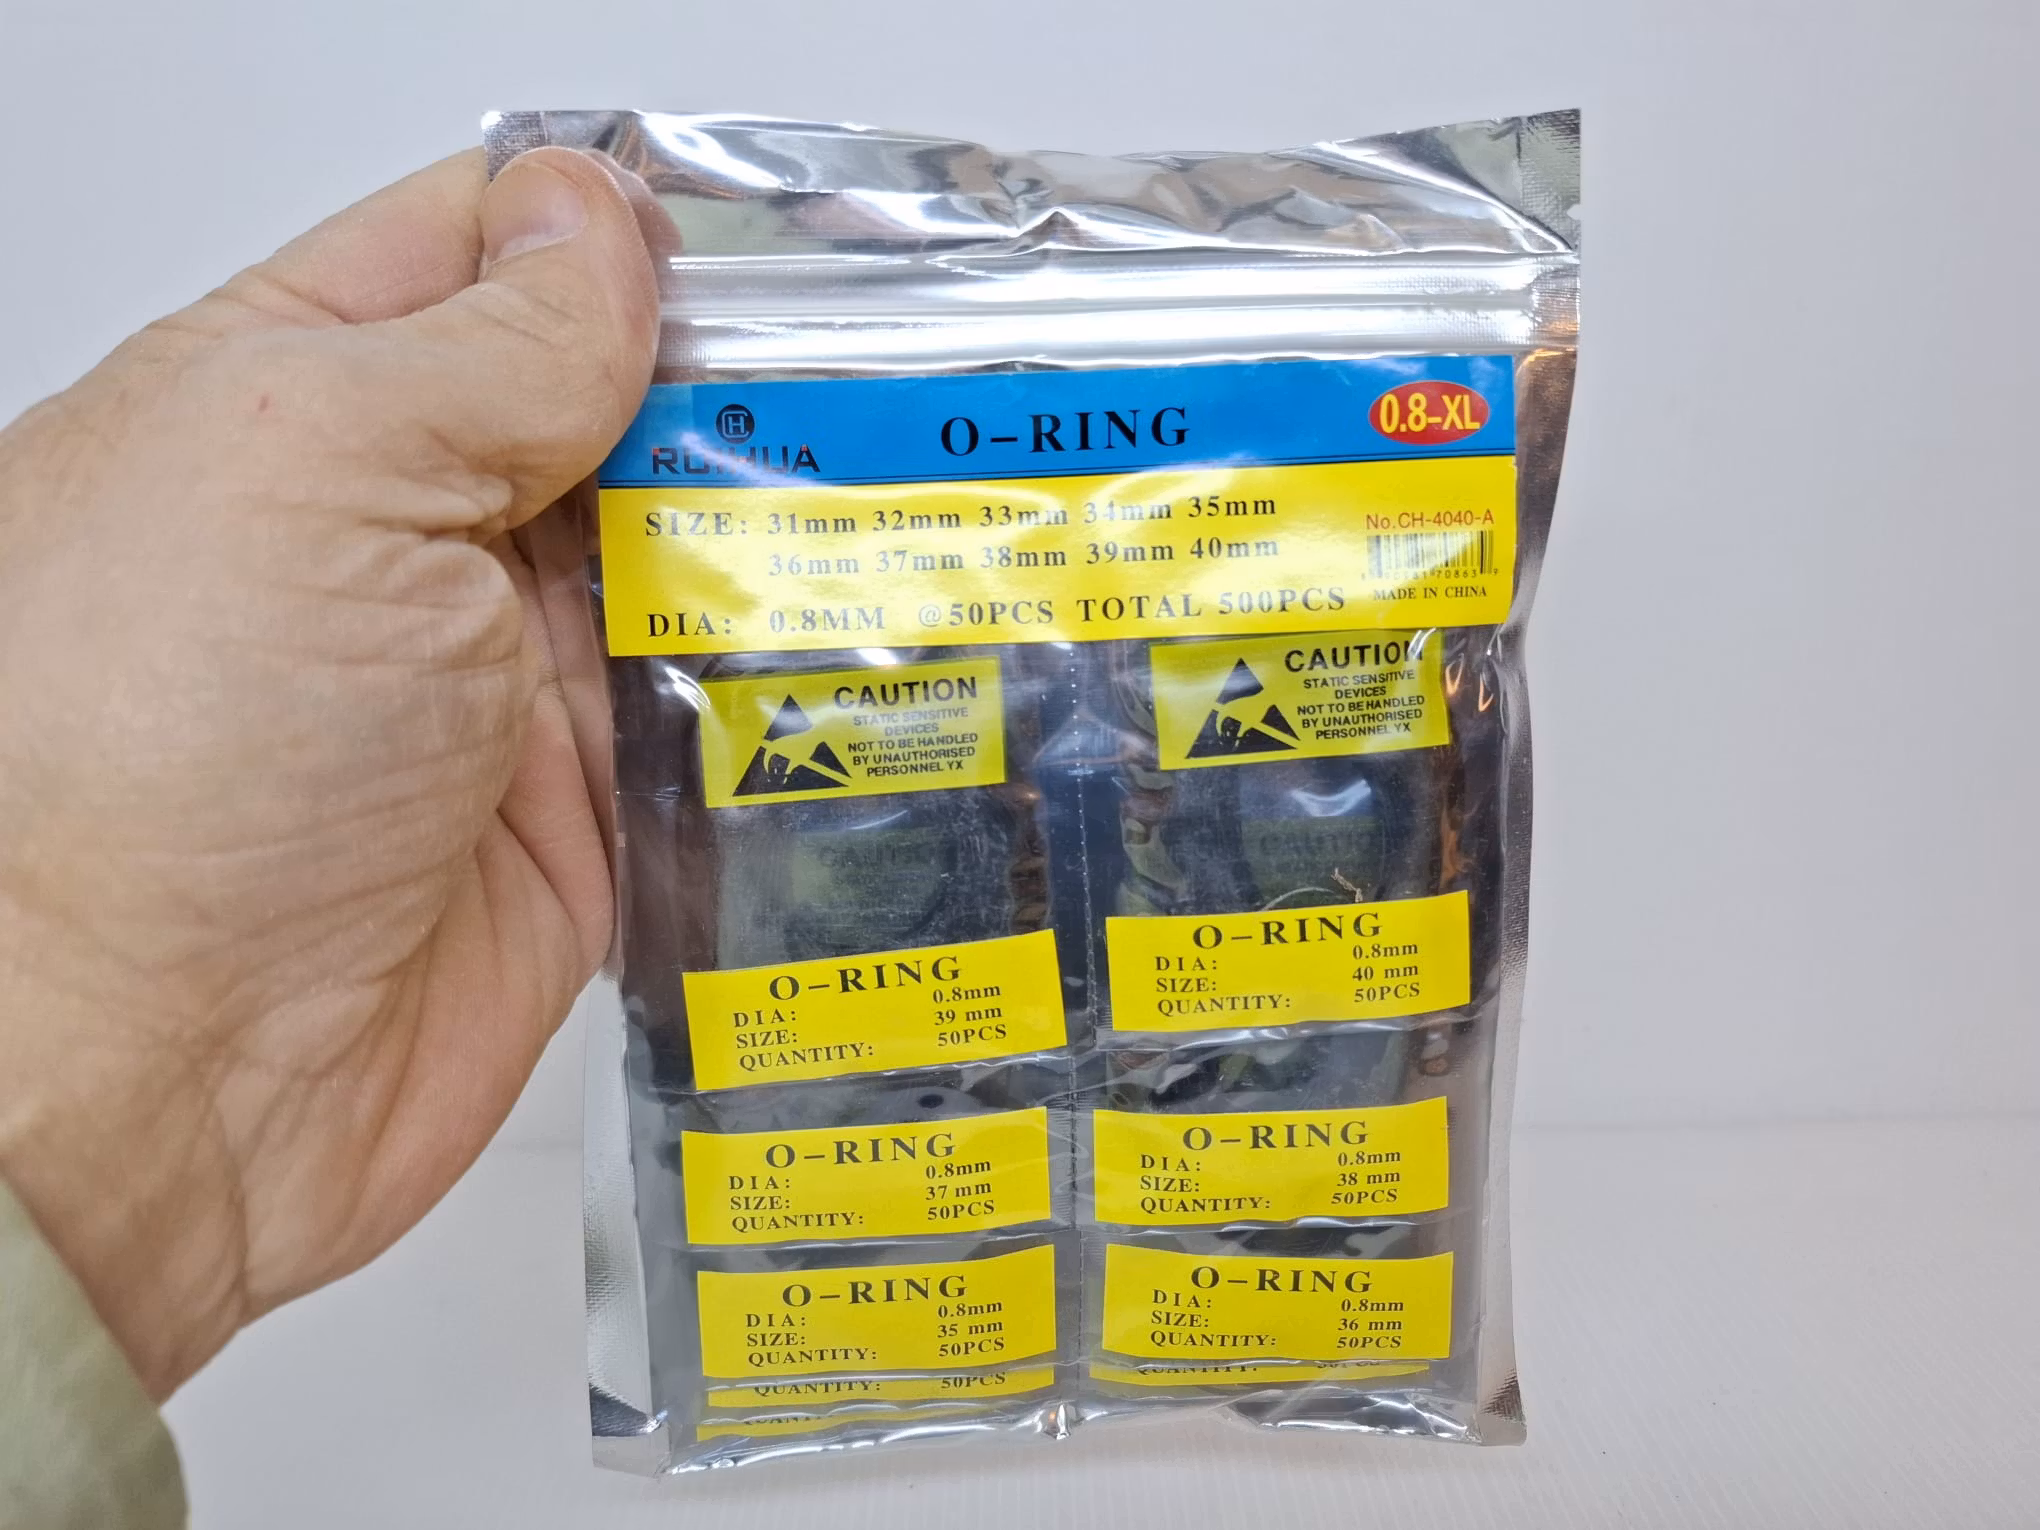 RUIHUA
O-RING
0.8-XL
SIZE: 31mm 32mm 33mm 34mm 35mm
36mm 37mm 38mm 39mm 40mm
No.CH-4040-A
MADE IN CHINA
DIA: 0.8MM @50PCS TOTAL 500PCS
CAUTION
STATIC SENSITIVE
DEVICES
NOT TO BE HANDLED
BY UNAUTHORISED
PERSONNEL YX
CAUTION
STATIC SENSITIVE
DEVICES
NOT TO BE HANDLED
BY UNAUTHORISED
PERSONNEL YX
O-RING
DIA: 0.8mm
SIZE: 39 mm
QUANTITY: 50PCS
O-RING
DIA: 0.8mm
SIZE: 40 mm
QUANTITY: 50PCS
O-RING
DIA: 0.8mm
SIZE: 37 mm
QUANTITY: 50PCS
O-RING
DIA: 0.8mm
SIZE: 38 mm
QUANTITY: 50PCS
O-RING
DIA: 0.8mm
SIZE: 35 mm
QUANTITY: 50PCS
O-RING
DIA: 0.8mm
SIZE: 36 mm
QUANTITY: 50PCS
QUANTITY: 50PCS
QUANTITY: 50PCS